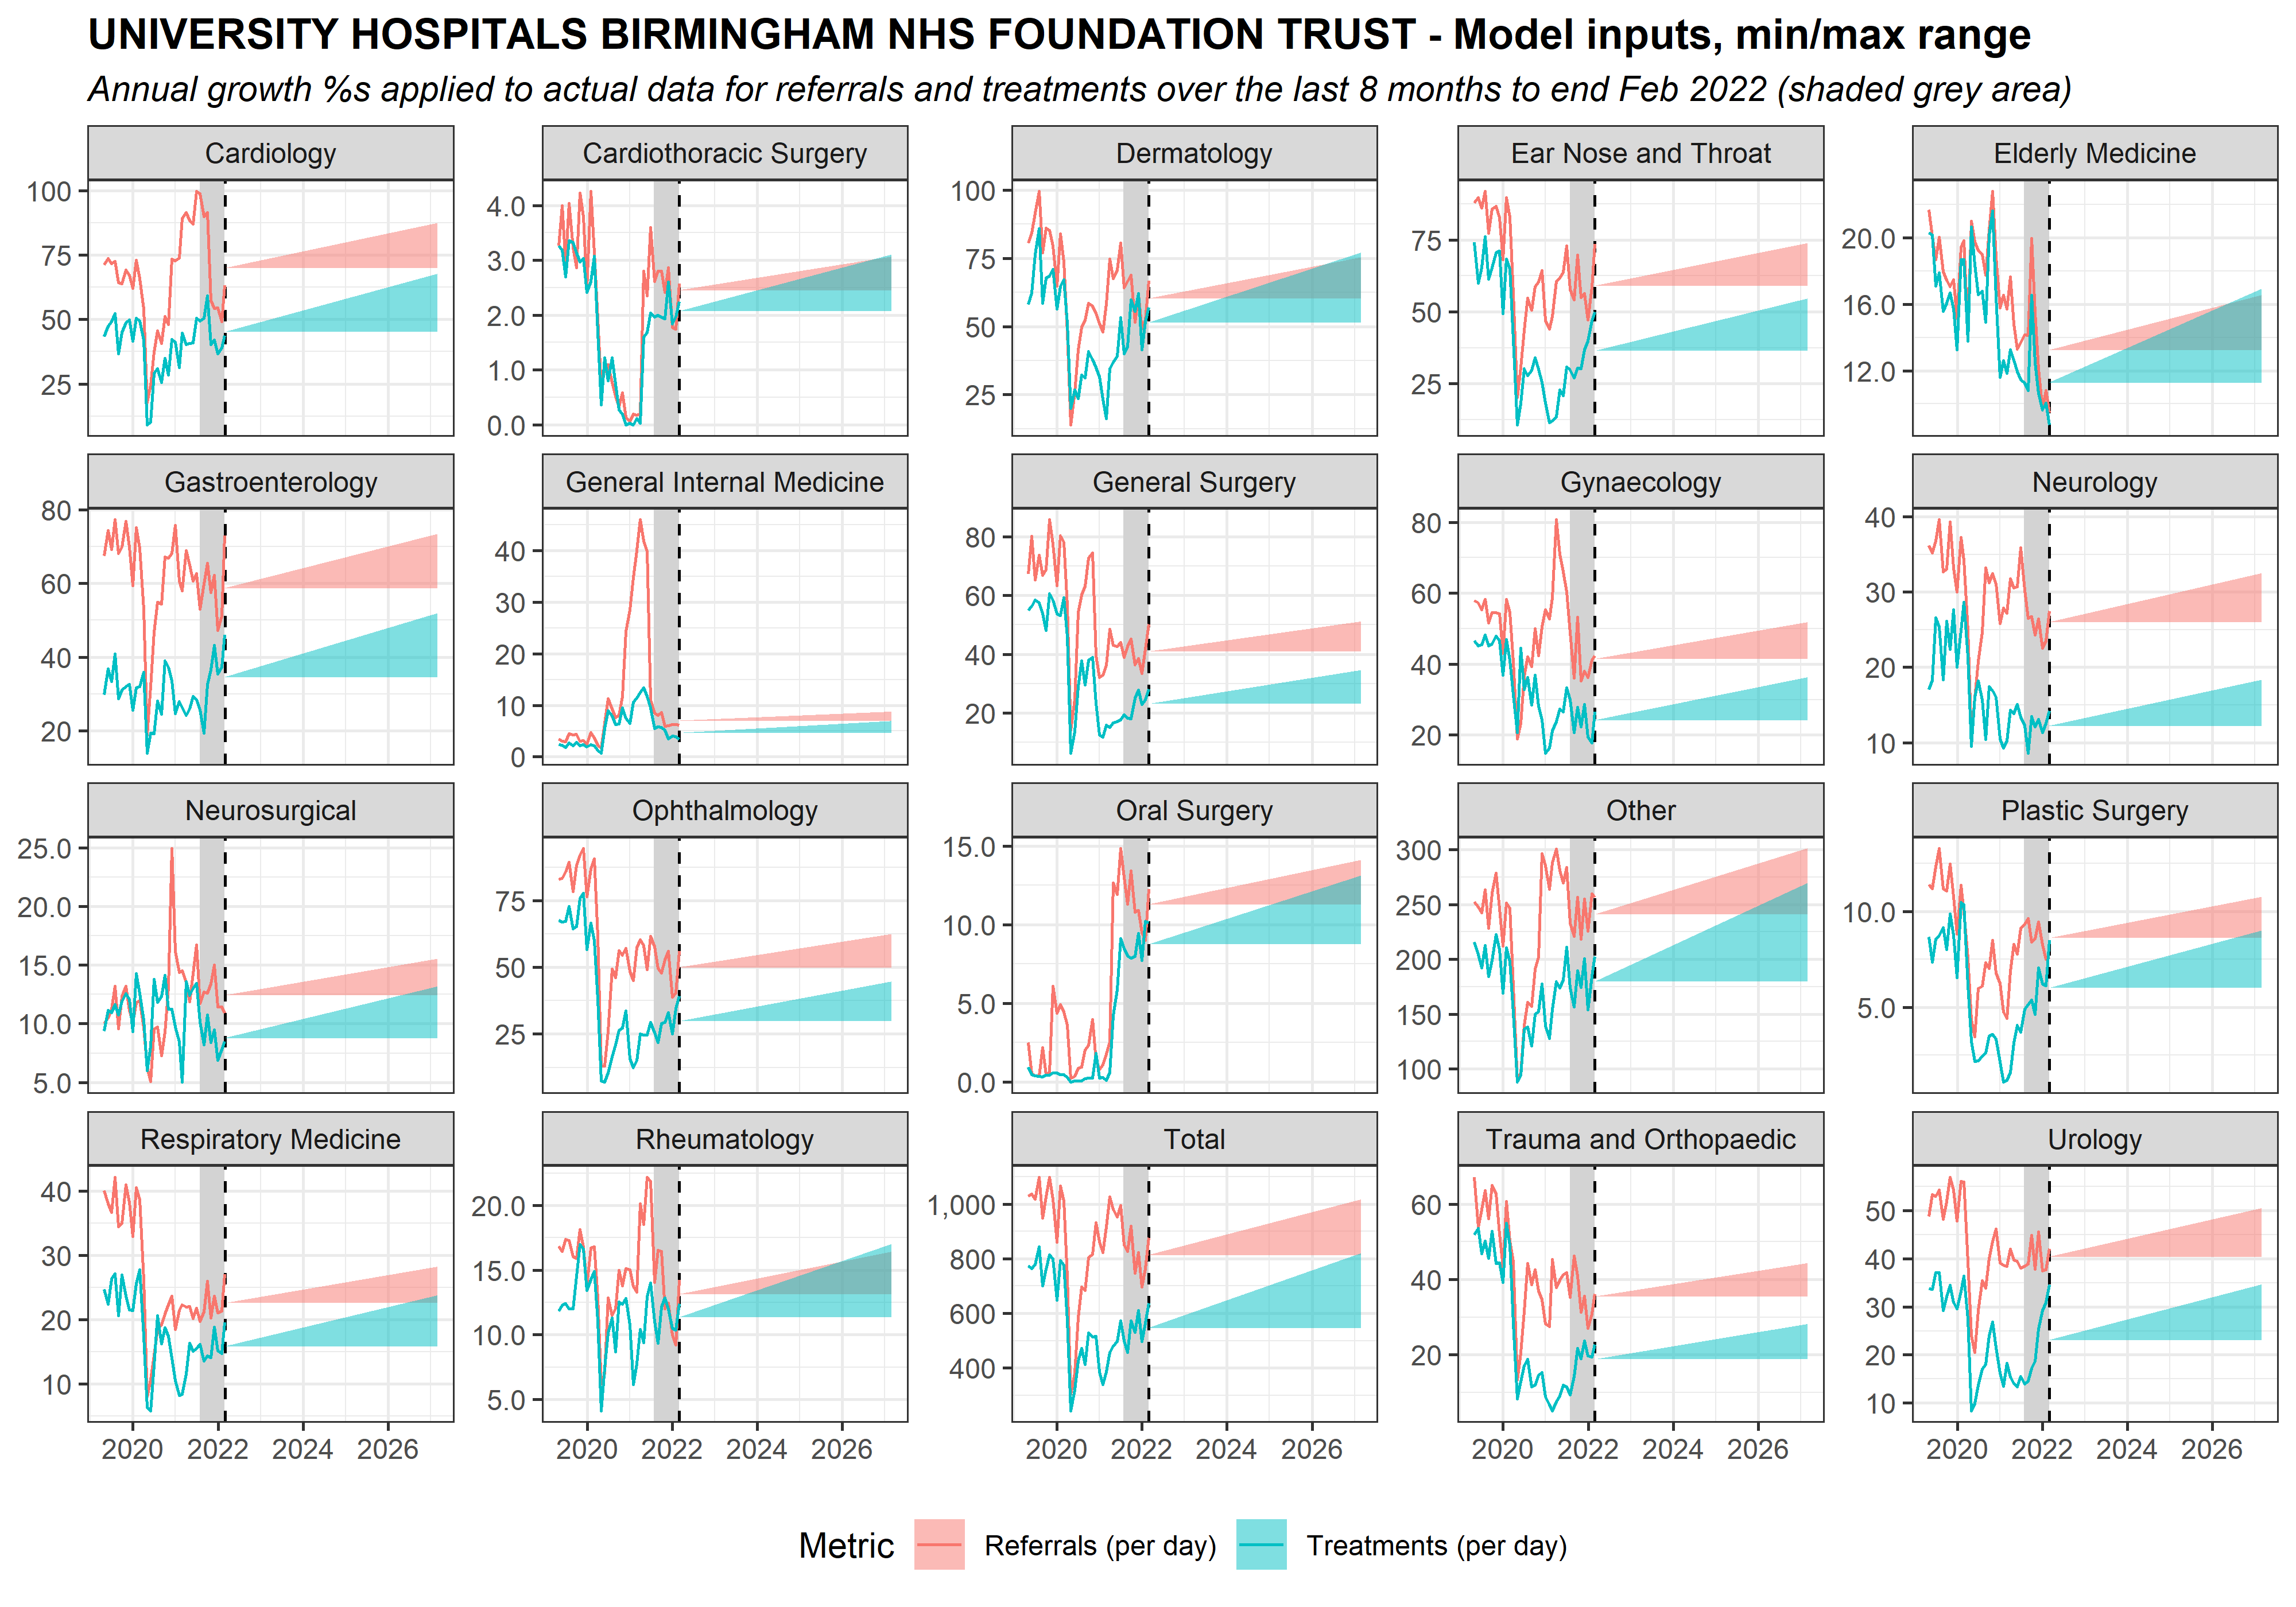 UNIVERSITY HOSPITALS BIRMINGHAM NHS FOUNDATION TRUST - Model inputs, min/max range
Annual growth %s applied to actual data for referrals and treatments over the last 8 months to end Feb 2022 (shaded grey area)
Cardiology
100
75
50
25
Cardiothoracic Surgery
4.0
3.0
2.0
1.0
0.0
Dermatology
100
75
50
25
Ear Nose and Throat
75
50
25
Elderly Medicine
20.0
16.0
12.0
Gastroenterology
80
60
40
20
General Internal Medicine
40
30
20
10
0
General Surgery
80
60
40
20
Gynaecology
80
60
40
20
Neurology
40
30
20
10
Neurosurgical
25.0
20.0
15.0
10.0
5.0
Ophthalmology
75
50
25
Oral Surgery
15.0
10.0
5.0
0.0
Other
300
250
200
150
100
Plastic Surgery
10.0
5.0
Respiratory Medicine
40
30
20
10
2020 2022 2024 2026
Rheumatology
20.0
15.0
10.0
5.0
2020 2022 2024 2026
Total
1,000
800
600
400
2020 2022 2024 2026
Trauma and Orthopaedic
60
40
20
2020 2022 2024 2026
Urology
50
40
30
20
10
2020 2022 2024 2026
Metric Referrals (per day) Treatments (per day)